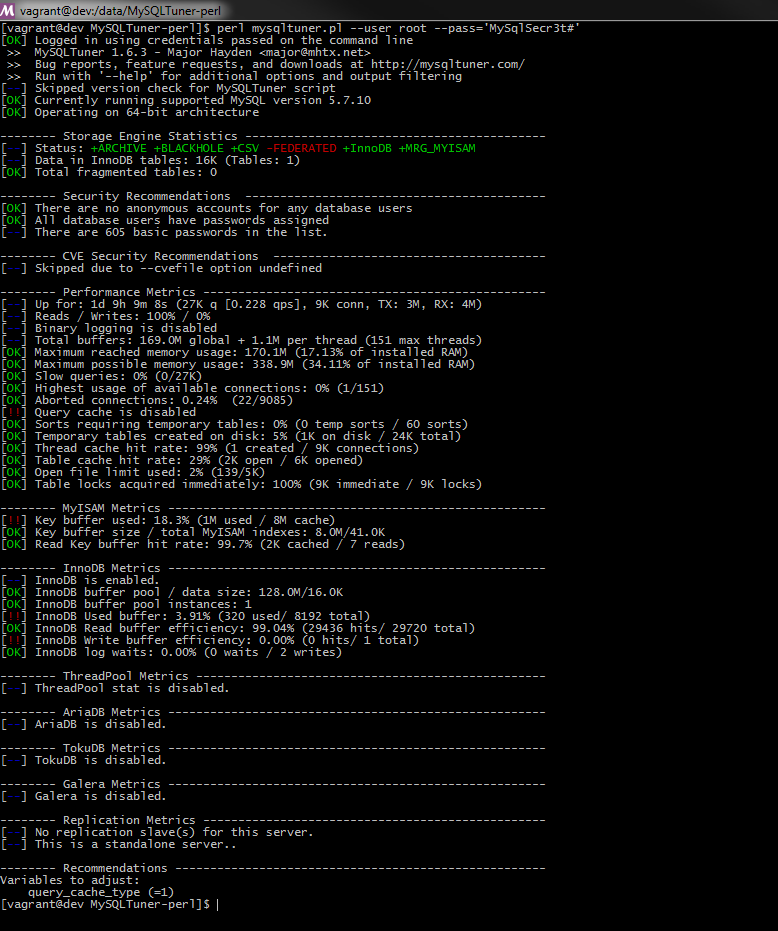 vagrant@dev:/data/MySQLTuner-perl
[vagrant@dev MySQLTuner-perl]$ perl mysqltuner.pl --user root --pass='MySqlSecr3t#'
[OK] Logged in using credentials passed on the command line
 >>  MySQLTuner 1.6.3 - Major Hayden <major@mhtx.net>
 >>  Bug reports, feature requests, and downloads at http://mysqltuner.com/
 >>  Run with '--help' for additional options and output filtering
[--] Skipped version check for MySQLTuner script
[OK] Currently running supported MySQL version 5.7.10
[OK] Operating on 64-bit architecture
-------- Storage Engine Statistics -------------------------------------------
[--] Status: +ARCHIVE +BLACKHOLE +CSV -FEDERATED +InnoDB +MRG_MYISAM
[--] Data in InnoDB tables: 16K (Tables: 1)
[OK] Total fragmented tables: 0
-------- Security Recommendations  -------------------------------------------
[OK] There are no anonymous accounts for any database users
[OK] All database users have passwords assigned
[--] There are 605 basic passwords in the list.
-------- CVE Security Recommendations  ---------------------------------------
[--] Skipped due to --cvefile option undefined
-------- Performance Metrics -------------------------------------------------
[--] Up for: 1d 9h 9m 8s (27K q [0.228 qps], 9K conn, TX: 3M, RX: 4M)
[--] Reads / Writes: 100% / 0%
[--] Binary logging is disabled
[--] Total buffers: 169.0M global + 1.1M per thread (151 max threads)
[OK] Maximum reached memory usage: 170.1M (17.13% of installed RAM)
[OK] Maximum possible memory usage: 338.9M (34.11% of installed RAM)
[OK] Slow queries: 0% (0/27K)
[OK] Highest usage of available connections: 0% (1/151)
[OK] Aborted connections: 0.24%  (22/9085)
[!!] Query cache is disabled
[OK] Sorts requiring temporary tables: 0% (0 temp sorts / 60 sorts)
[OK] Temporary tables created on disk: 5% (1K on disk / 24K total)
[OK] Thread cache hit rate: 99% (1 created / 9K connections)
[OK] Table cache hit rate: 29% (2K open / 6K opened)
[OK] Open file limit used: 2% (139/5K)
[OK] Table locks acquired immediately: 100% (9K immediate / 9K locks)
-------- MyISAM Metrics ------------------------------------------------------
[!!] Key buffer used: 18.3% (1M used / 8M cache)
[OK] Key buffer size / total MyISAM indexes: 8.0M/41.0K
[OK] Read Key buffer hit rate: 99.7% (2K cached / 7 reads)
-------- InnoDB Metrics ------------------------------------------------------
[--] InnoDB is enabled.
[OK] InnoDB buffer pool / data size: 128.0M/16.0K
[OK] InnoDB buffer pool instances: 1
[!!] InnoDB Used buffer: 3.91% (320 used/ 8192 total)
[OK] InnoDB Read buffer efficiency: 99.04% (29436 hits/ 29720 total)
[!!] InnoDB Write buffer efficiency: 0.00% (0 hits/ 1 total)
[OK] InnoDB log waits: 0.00% (0 waits / 2 writes)
-------- ThreadPool Metrics --------------------------------------------------
[--] ThreadPool stat is disabled.
-------- AriaDB Metrics ------------------------------------------------------
[--] AriaDB is disabled.
-------- TokuDB Metrics ------------------------------------------------------
[--] TokuDB is disabled.
-------- Galera Metrics ------------------------------------------------------
[--] Galera is disabled.
-------- Replication Metrics -------------------------------------------------
[--] No replication slave(s) for this server.
[--] This is a standalone server..
-------- Recommendations -----------------------------------------------------
Variables to adjust:
    query_cache_type (=1)
[vagrant@dev MySQLTuner-perl]$